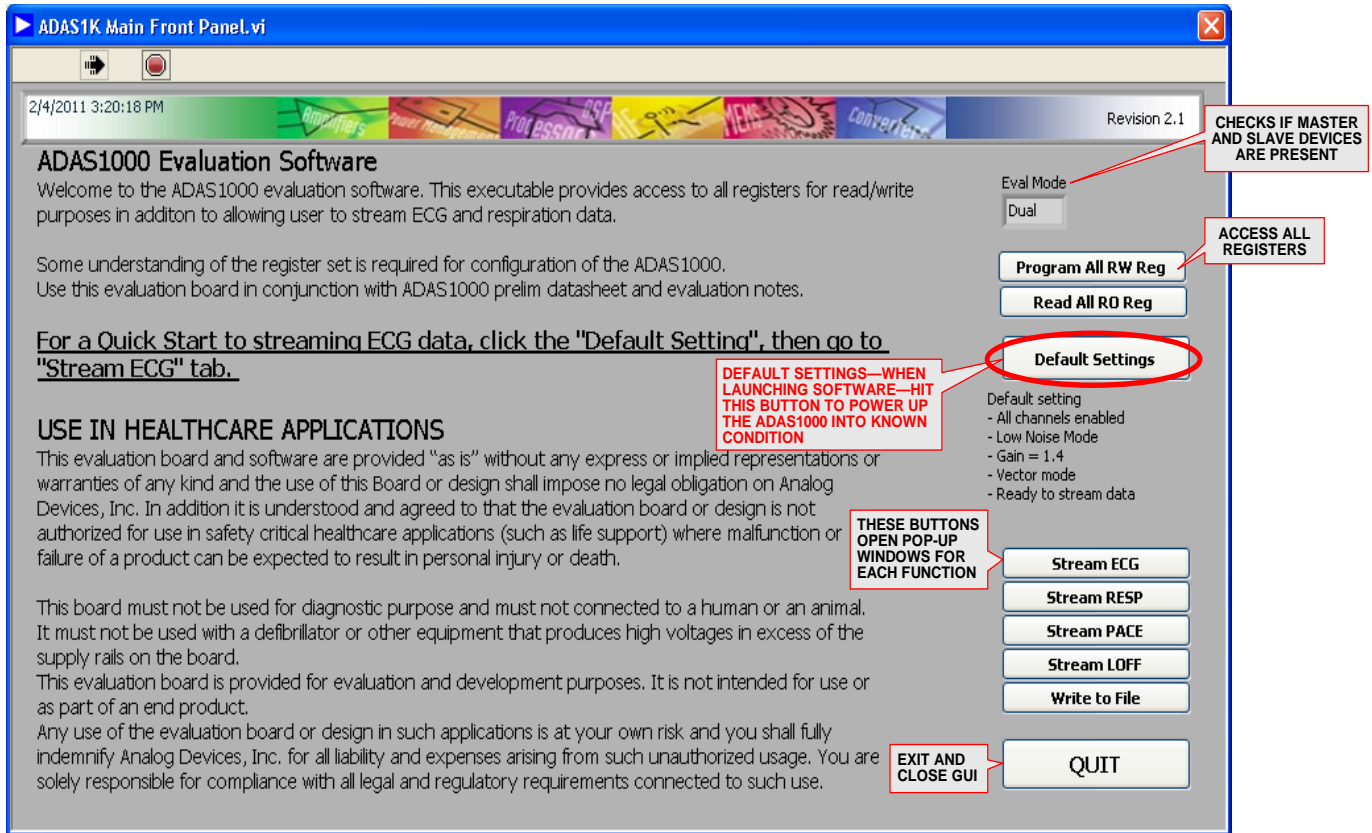 ADAS1K Main Front Panel.vi
2/4/2011 3:20:18 PM
Amplifiers
Power Management
Processors
DSP
RF
MEMS
Converters
Revision 2.1
CHECKS IF MASTER
AND SLAVE DEVICES
ARE PRESENT
ADAS1000 Evaluation Software
Welcome to the ADAS1000 evaluation software. This executable provides access to all registers for read/write
purposes in additon to allowing user to stream ECG and respiration data.
Eval Mode
Dual
Some understanding of the register set is required for configuration of the ADAS1000.
Use this evaluation board in conjunction with ADAS1000 prelim datasheet and evaluation notes.
Program All RW Reg
ACCESS ALL
REGISTERS
Read All RO Reg
For a Quick Start to streaming ECG data, click the "Default Setting", then go to
"Stream ECG" tab.
Default Settings
DEFAULT SETTINGS—WHEN
LAUNCHING SOFTWARE—HIT
THIS BUTTON TO POWER UP
THE ADAS1000 INTO KNOWN
CONDITION
Default setting
- All channels enabled
- Low Noise Mode
- Gain = 1.4
- Vector mode
- Ready to stream data
USE IN HEALTHCARE APPLICATIONS
This evaluation board and software are provided “as is” without any express or implied representations or
warranties of any kind and the use of this Board or design shall impose no legal obligation on Analog
Devices, Inc. In addition it is understood and agreed to that the evaluation board or design is not
authorized for use in safety critical healthcare applications (such as life support) where malfunction or
failure of a product can be expected to result in personal injury or death.
THESE BUTTONS
OPEN POP-UP
WINDOWS FOR
EACH FUNCTION
Stream ECG
Stream RESP
Stream PACE
Stream LOFF
Write to File
This board must not be used for diagnostic purpose and must not connected to a human or an animal.
It must not be used with a defibrillator or other equipment that produces high voltages in excess of the
supply rails on the board.
This evaluation board is provided for evaluation and development purposes. It is not intended for use or
as part of an end product.
Any use of the evaluation board or design in such applications is at your own risk and you shall fully
indemnify Analog Devices, Inc. for all liability and expenses arising from such unauthorized usage. You are
solely responsible for compliance with all legal and regulatory requirements connected to such use.
EXIT AND
CLOSE GUI
QUIT